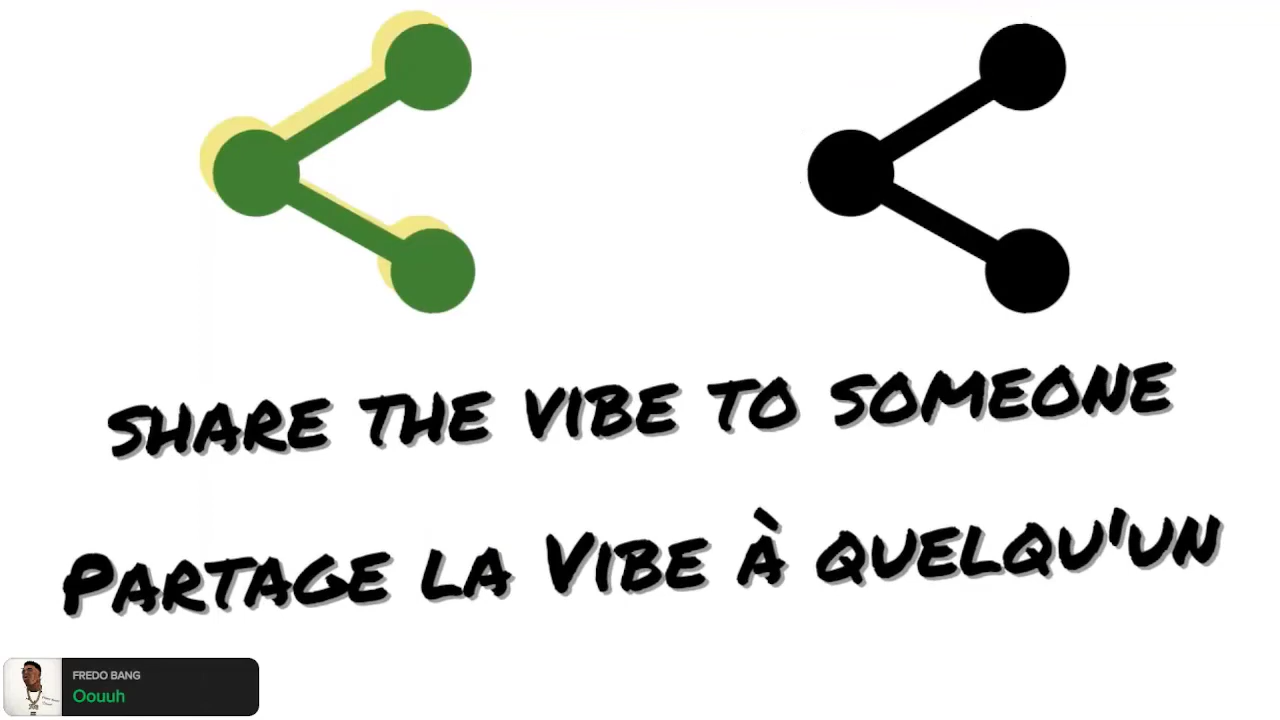 SHARE THE VIBE TO SOMEONE
PARTAGE LA VIBE À QUELQU'UN
FREDO BANG
Oouuh